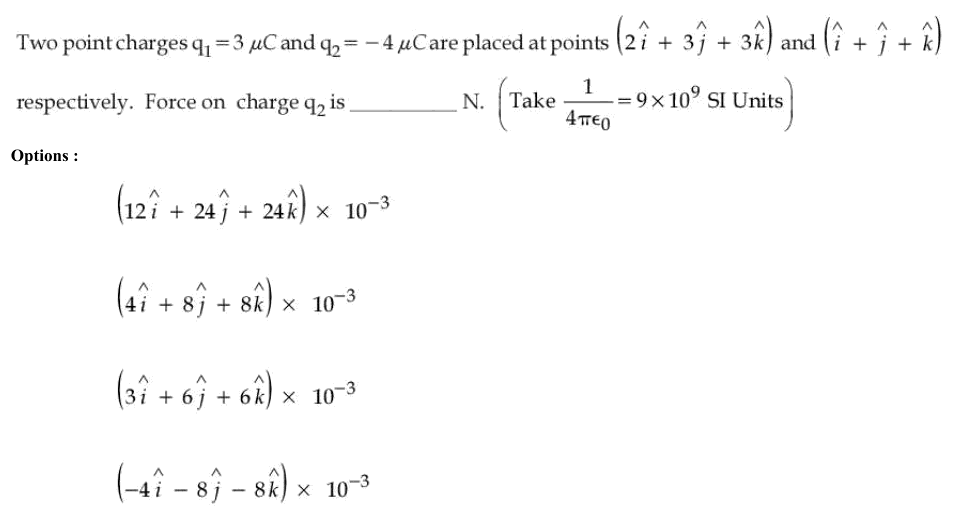 Two point charges q₁ = 3 μC and q₂ = − 4 μC are placed at points (2î + 3ĵ + 3k̂) and (î + ĵ + k̂)
respectively. Force on charge q₂ is __________ N. (Take 1/4πϵ₀ = 9 × 10⁹ SI Units)
Options :
(12î + 24ĵ + 24k̂) × 10⁻³
(4î + 8ĵ + 8k̂) × 10⁻³
(3î + 6ĵ + 6k̂) × 10⁻³
(−4î − 8ĵ − 8k̂) × 10⁻³